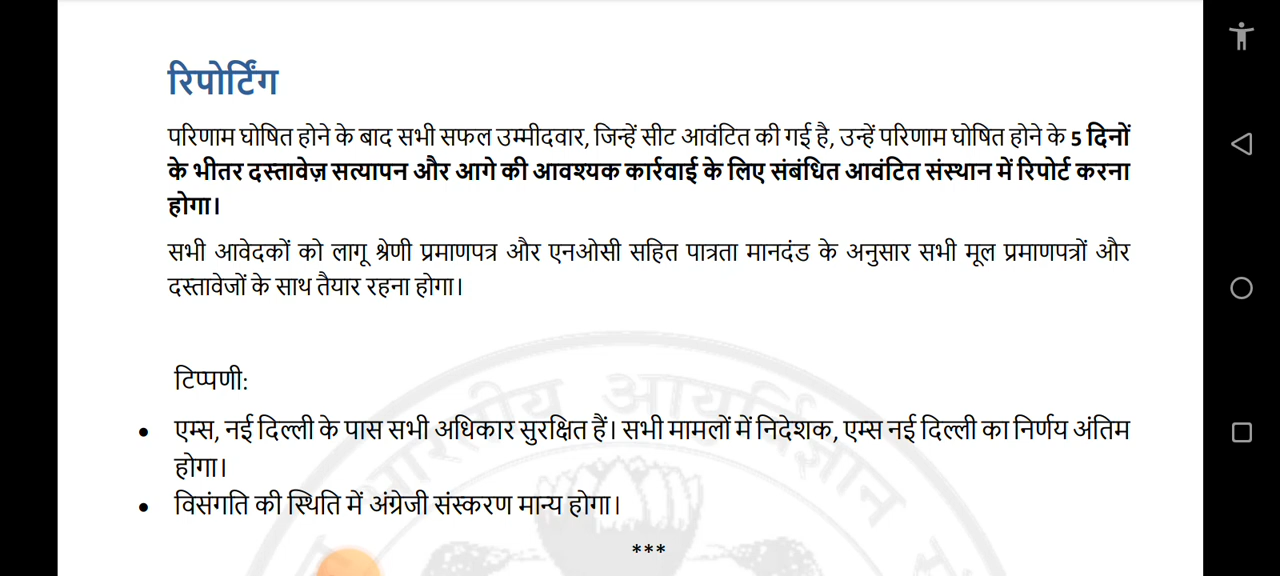 रिपोर्टिंग
परिणाम घोषित होने के बाद सभी सफल उम्मीदवार, जिन्हें सीट आवंटित की गई है, उन्हें परिणाम घोषित होने के 5 दिनों
के भीतर दस्तावेज़ सत्यापन और आगे की आवश्यक कार्रवाई के लिए संबंधित आवंटित संस्थान में रिपोर्ट करना
होगा।
सभी आवेदकों को लागू श्रेणी प्रमाणपत्र और एनओसी सहित पात्रता मानदंड के अनुसार सभी मूल प्रमाणपत्रों और
दस्तावेजों के साथ तैयार रहना होगा।
टिप्पणी:
• एम्स, नई दिल्ली के पास सभी अधिकार सुरक्षित हैं। सभी मामलों में निदेशक, एम्स नई दिल्ली का निर्णय अंतिम
होगा।
• विसंगति की स्थिति में अंग्रेजी संस्करण मान्य होगा।
***